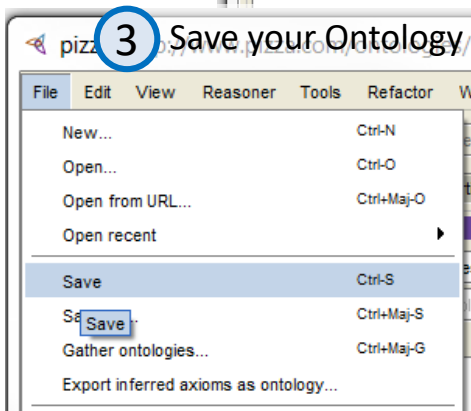 3 Save your Ontology
File Edit View Reasoner Tools Refactor
New... Ctrl-N
Open... Ctrl-O
Open from URL... Ctrl+Maj-O
Open recent
Save Ctrl-S
Save
Ctrl+Maj-S
Gather ontologies... Ctrl+Maj-G
Export inferred axioms as ontology...